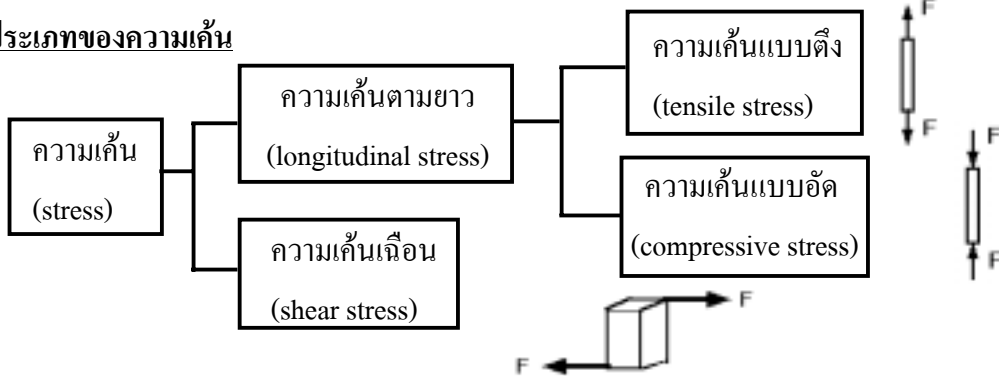 ประเภทของความเค้น
ความเค้น
(stress)
ความเค้นตามยาว
(longitudinal stress)
ความเค้นเฉือน
(shear stress)
ความเค้นแบบตึง
(tensile stress)
ความเค้นแบบอัด
(compressive stress)
F
F
F
F
F
F